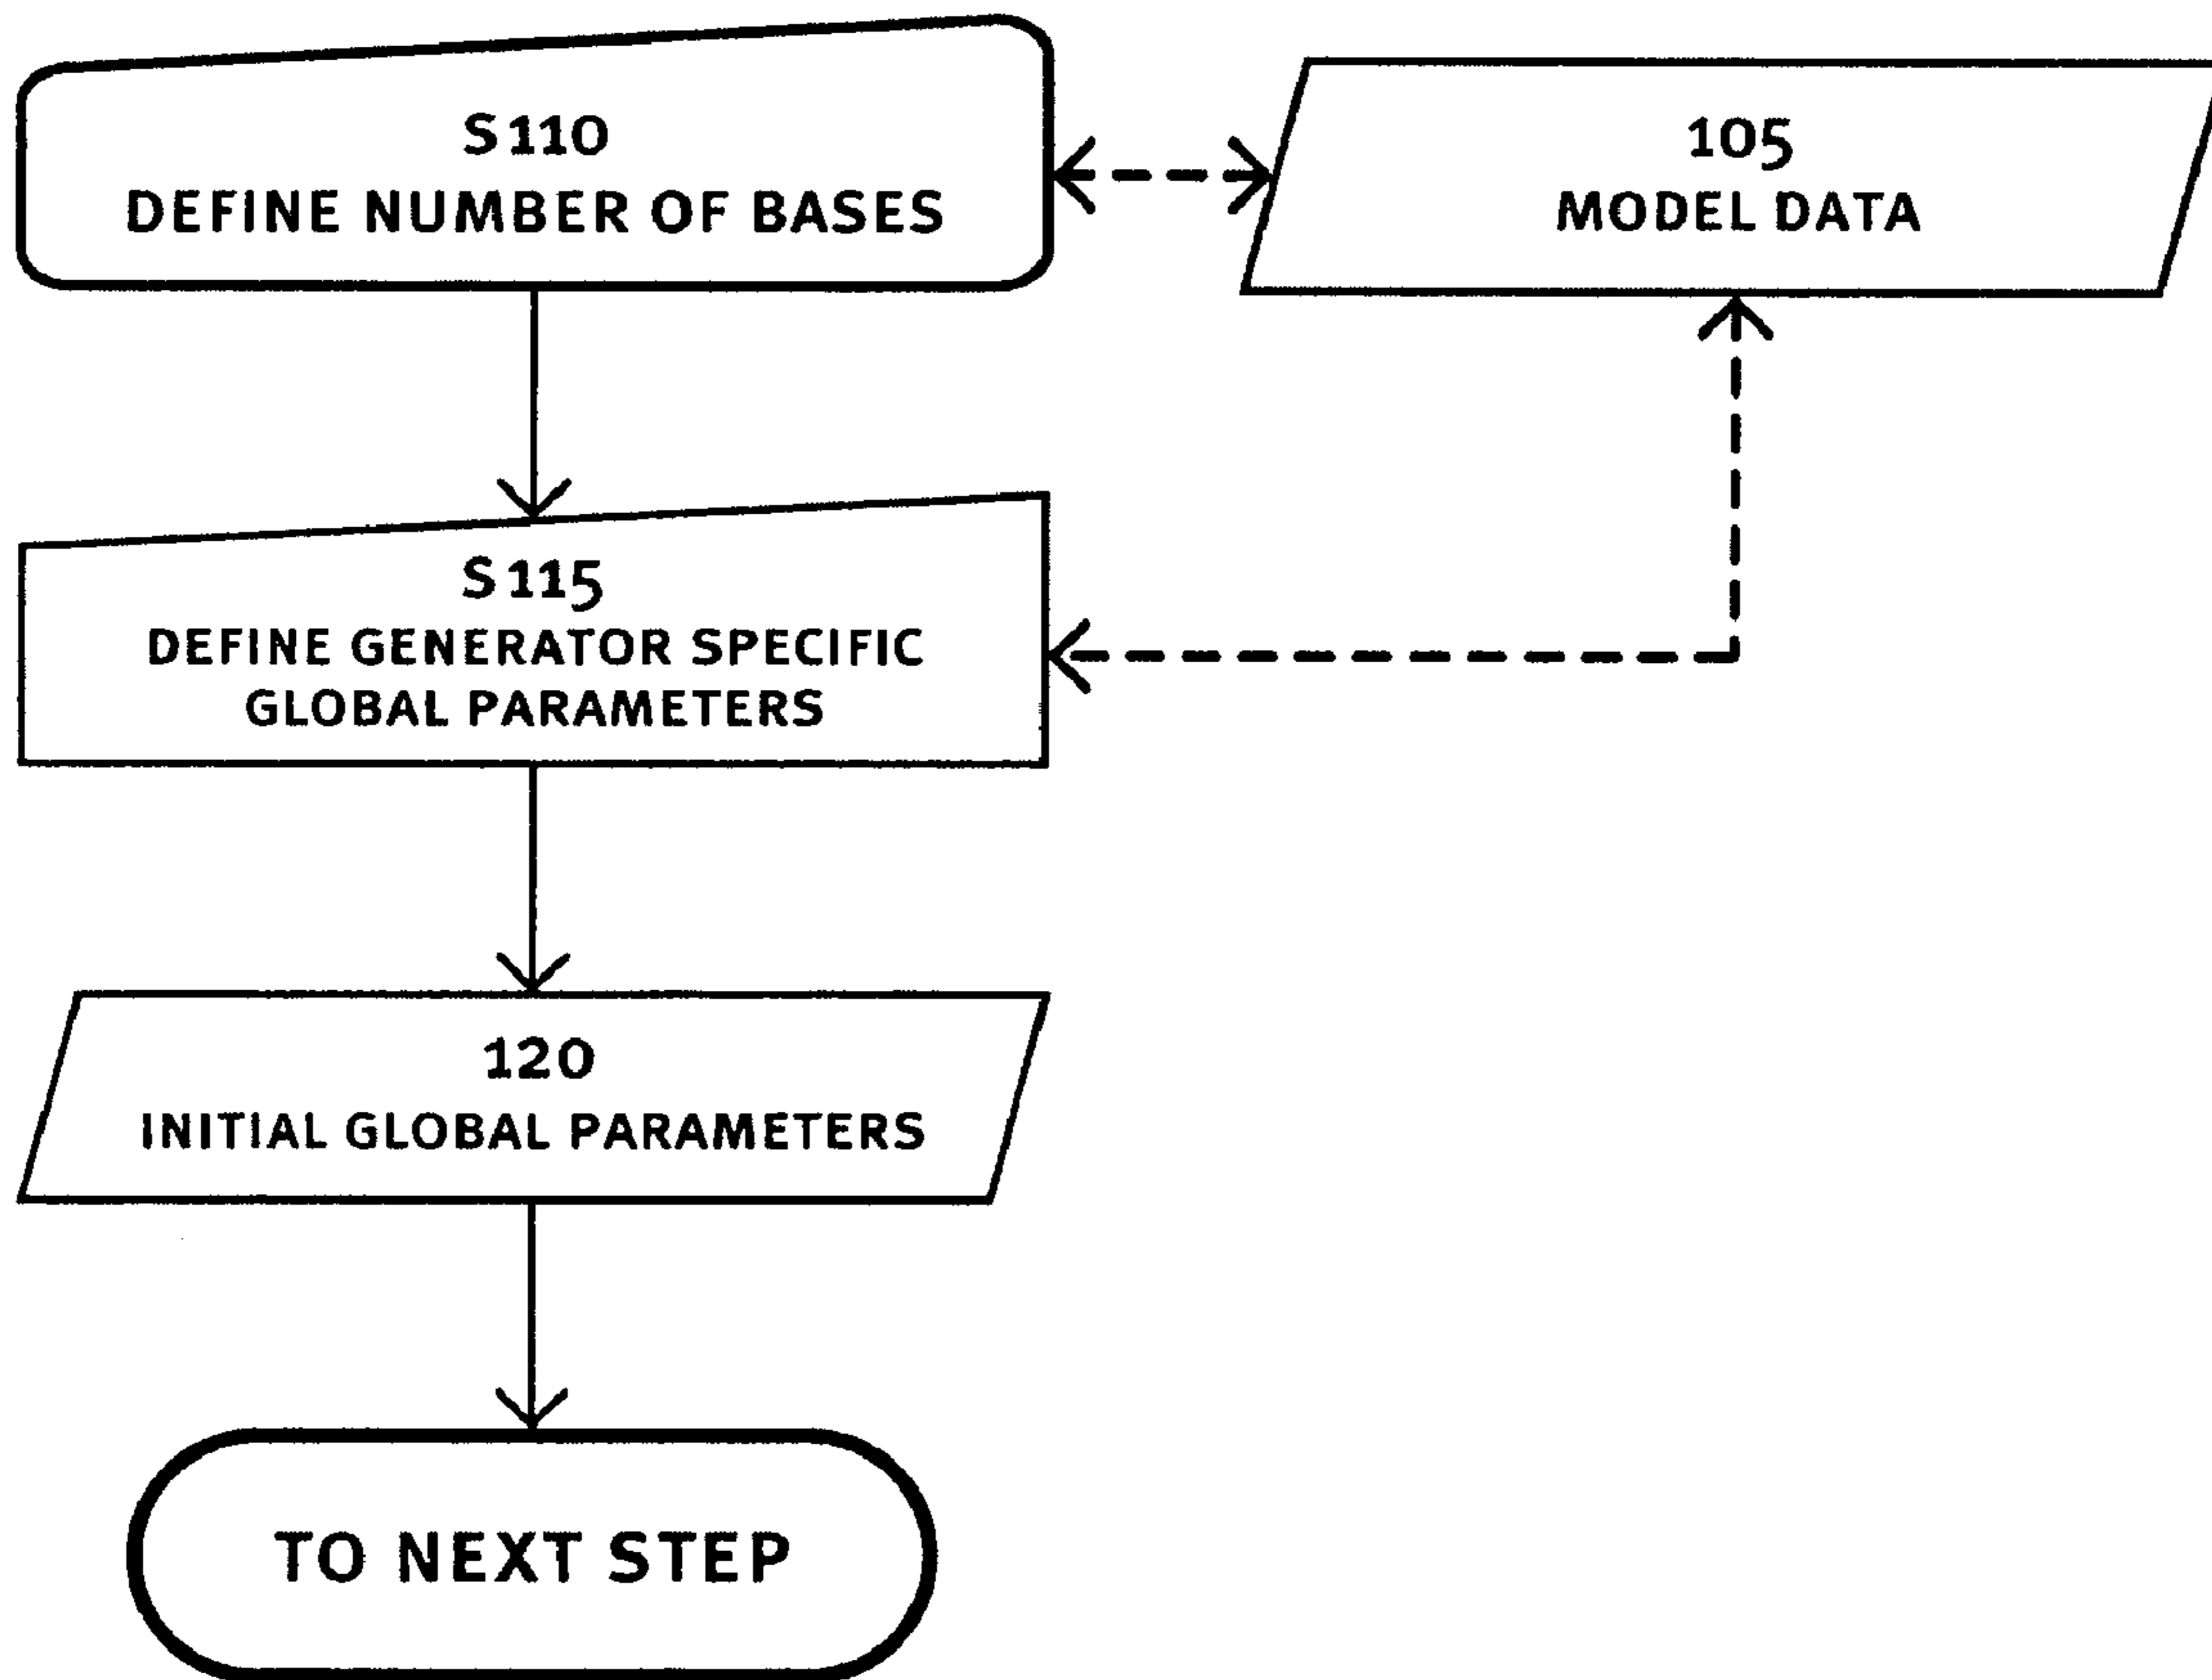 S110
DEFINE NUMBER OF BASES
105
MODEL DATA
S115
DEFINE GENERATOR SPECIFIC
GLOBAL PARAMETERS
120
INITIAL GLOBAL PARAMETERS
TO NEXT STEP